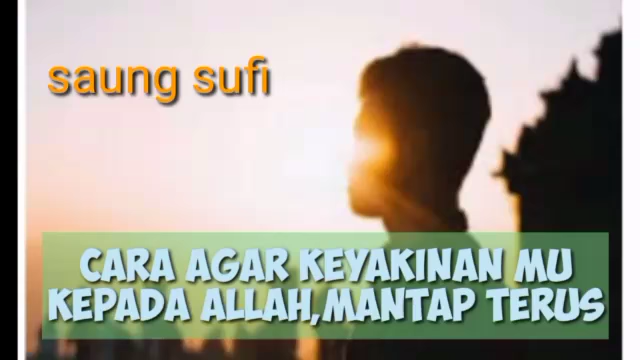 saung sufi
CARA AGAR KEYAKINAN MU
KEPADA ALLAH,MANTAP TERUS